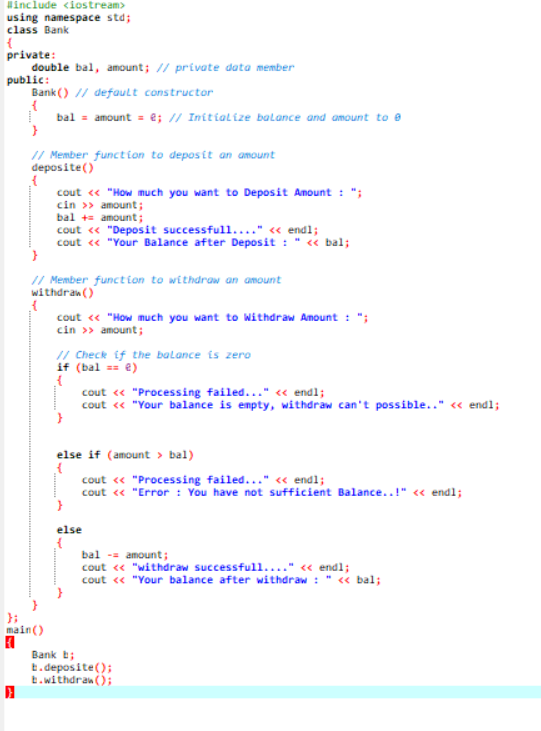 #include <iostream>
using namespace std;
class Bank
{
private:
    double bal, amount; // private data member
public:
    Bank() // default constructor
    {
        bal = amount = 0; // Initialize balance and amount to 0
    }

    // Member function to deposit an amount
    deposite()
    {
        cout << "How much you want to Deposit Amount : ";
        cin >> amount;
        bal += amount;
        cout << "Deposit successfull...." << endl;
        cout << "Your Balance after Deposit : " << bal;
    }

    // Member function to withdraw an amount
    withdraw()
    {
        cout << "How much you want to Withdraw Amount : ";
        cin >> amount;

        // Check if the balance is zero
        if (bal == 0)
        {
            cout << "Processing failed..." << endl;
            cout << "Your balance is empty, withdraw can't possible.." << endl;
        }

        else if (amount > bal)
        {
            cout << "Processing failed..." << endl;
            cout << "Error : You have not sufficient Balance..!" << endl;
        }

        else
        {
            bal -= amount;
            cout << "withdraw successfull...." << endl;
            cout << "Your balance after withdraw : " << bal;
        }
    }
};
main()
{
    Bank b;
    b.deposite();
    b.withdraw();
}